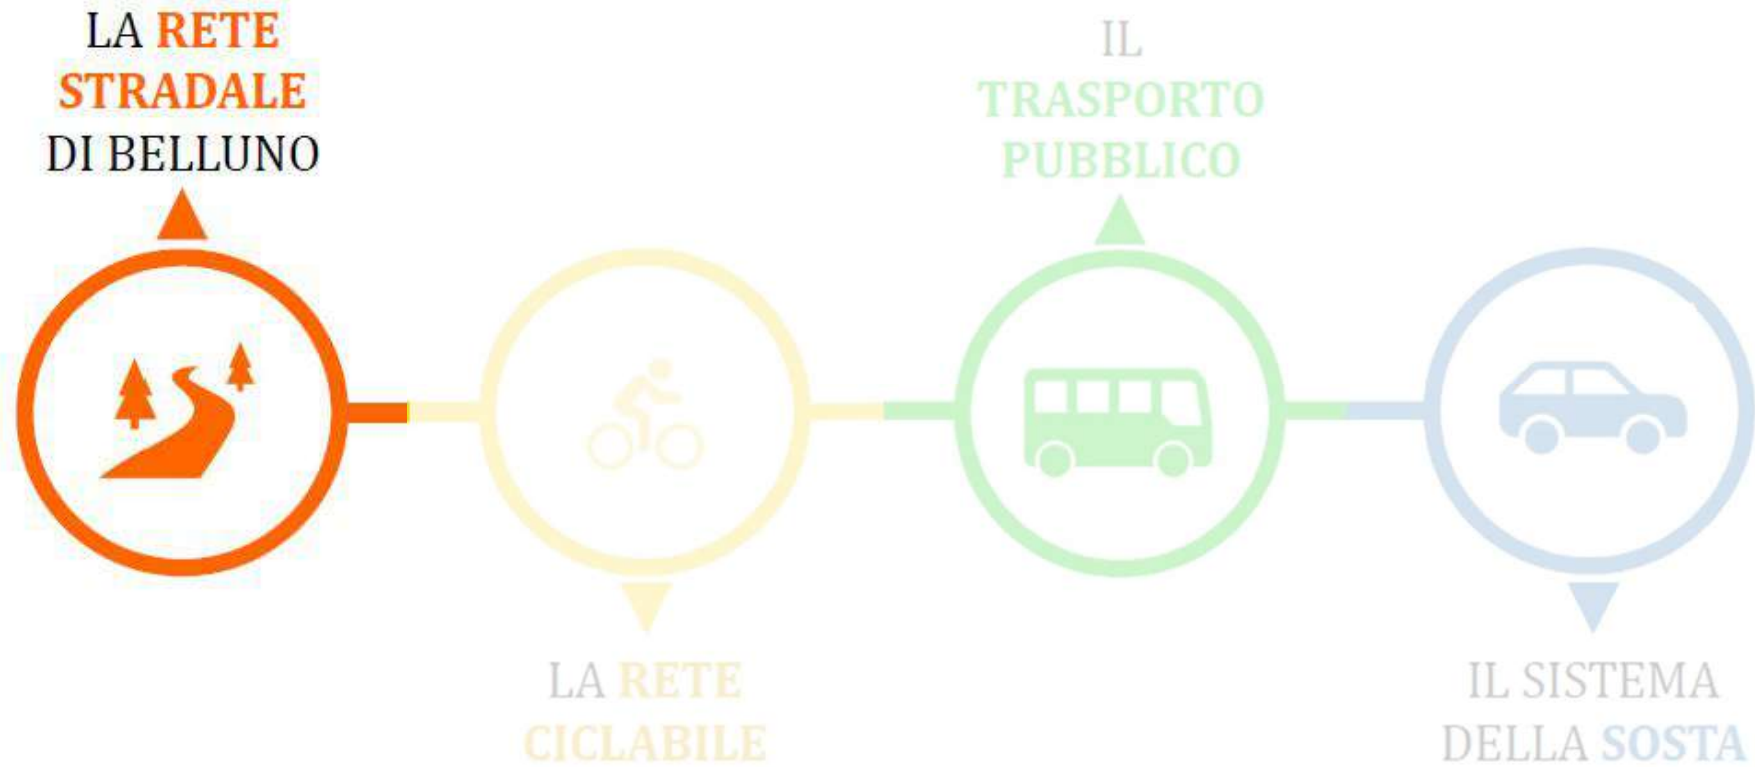 LA RETE
STRADALE
DI BELLUNO
LA RETE
CICLABILE
IL
TRASPORTO
PUBBLICO
IL SISTEMA
DELLA SOSTA